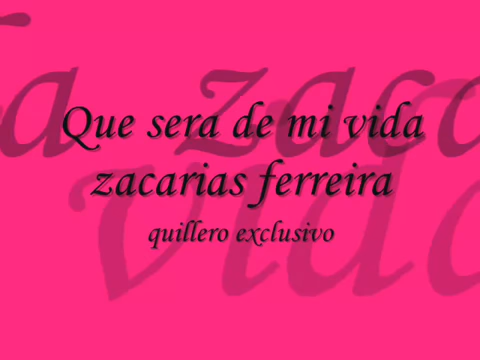 Que sera de mi vida
zacarias ferreira
quillero exclusivo